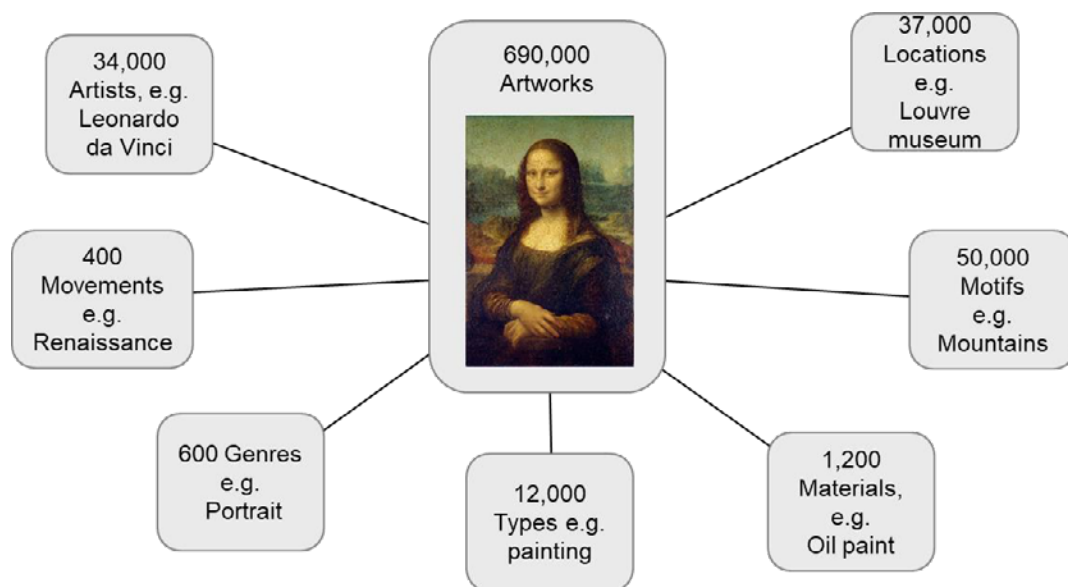 34,000
Artists, e.g.
Leonardo
da Vinci
690,000
Artworks
37,000
Locations
e.g.
Louvre
museum
400
Movements
e.g.
Renaissance
50,000
Motifs
e.g.
Mountains
600 Genres
e.g.
Portrait
12,000
Types e.g.
painting
1,200
Materials,
e.g.
Oil paint